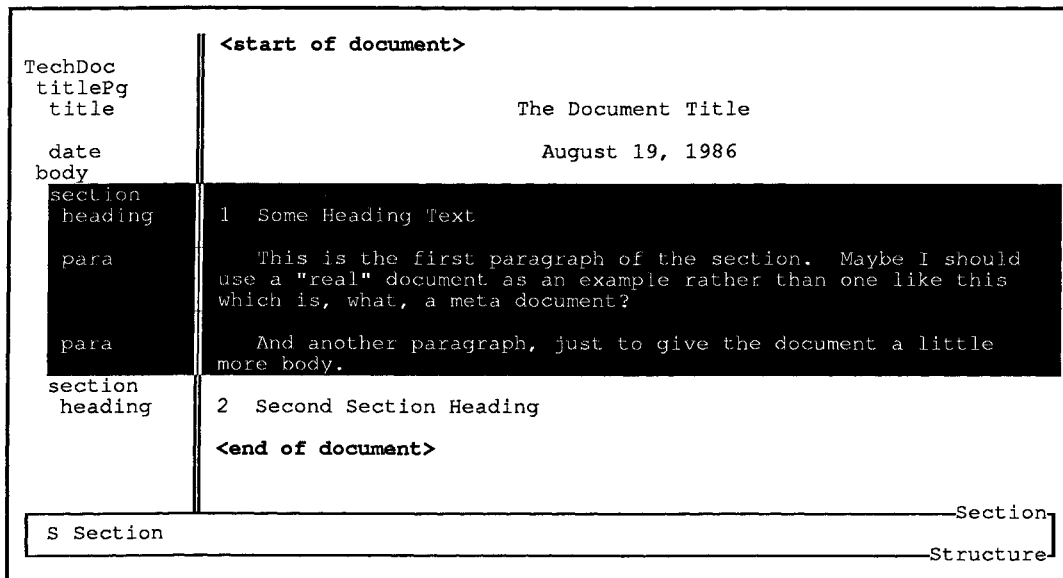 <start of document>
TechDoc
titlePg
title The Document Title
date August 19, 1986
body
section
heading 1 Some Heading Text
para This is the first paragraph of the section. Maybe I should
use a "real" document as an example rather than one like this
which is, what, a meta document?
para And another paragraph, just to give the document a little
more body.
section
heading 2 Second Section Heading
<end of document>
Section
S Section
Structure